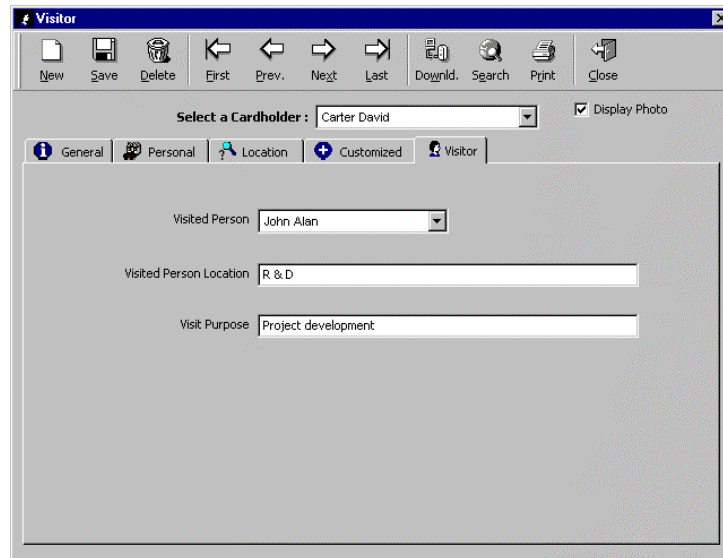 Visitor
New Save Delete First Prev. Next Last Downld. Search Print Close
Select a Cardholder : Carter David Display Photo
General Personal Location Customized Visitor
Visited Person John Alan
Visited Person Location R & D
Visit Purpose Project development